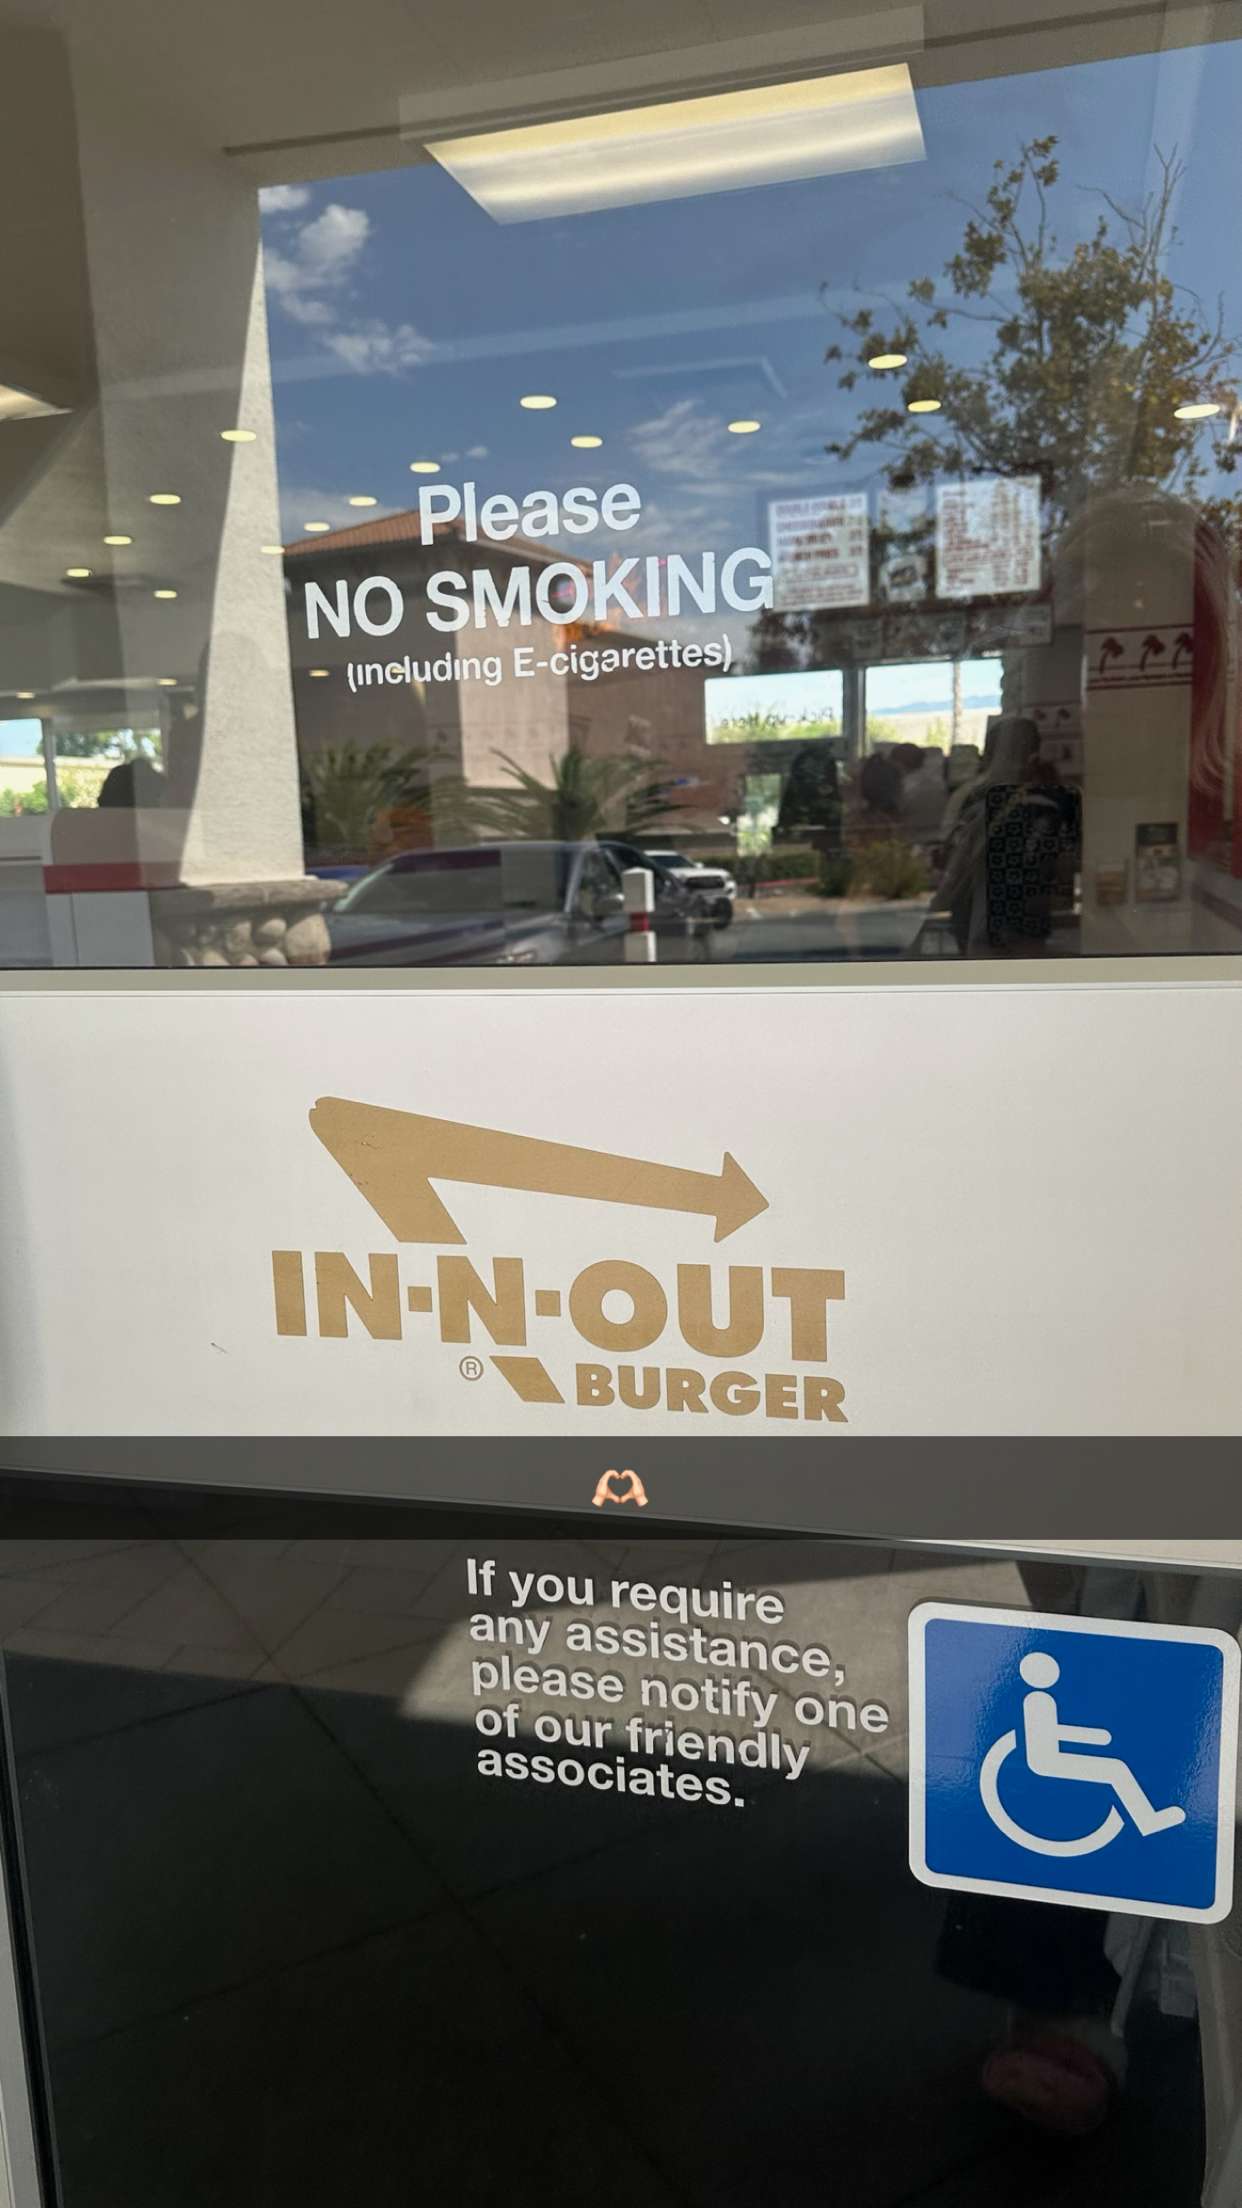 Please
NO SMOKING
(including E-cigarettes)
IN-N-OUT
® BURGER
🫶🏻
If you require
any assistance,
please notify one
of our friendly
associates.